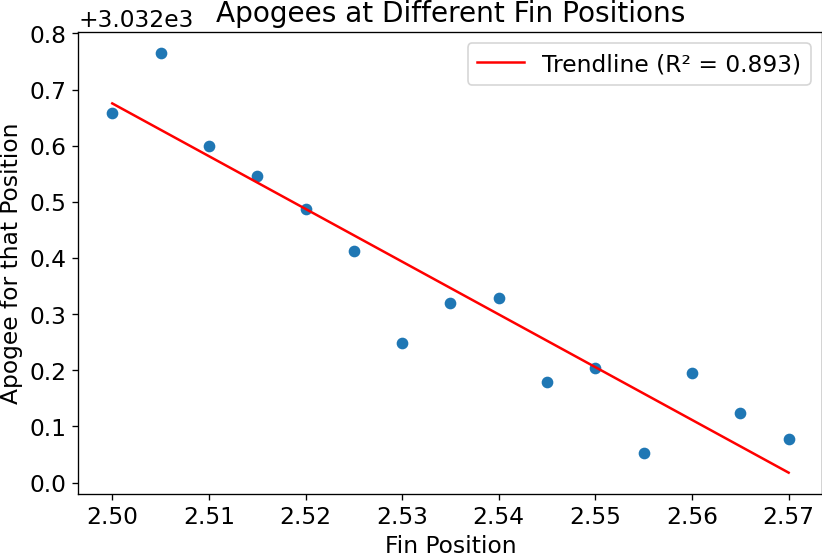 Apogees at Different Fin Positions
+3.032e3
Trendline (R² = 0.893)
Apogee for that Position
0.8
0.7
0.6
0.5
0.4
0.3
0.2
0.1
0.0
2.50 2.51 2.52 2.53 2.54 2.55 2.56 2.57
Fin Position